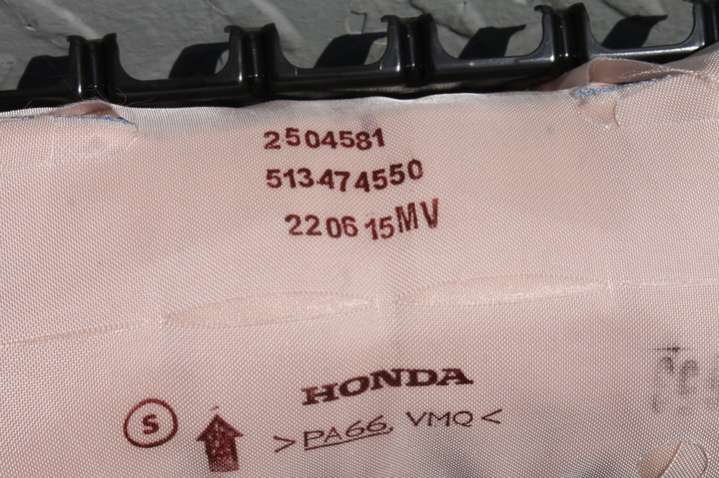 2504581
513474550
220615MV
HONDA
S
>PA66, VMQ<